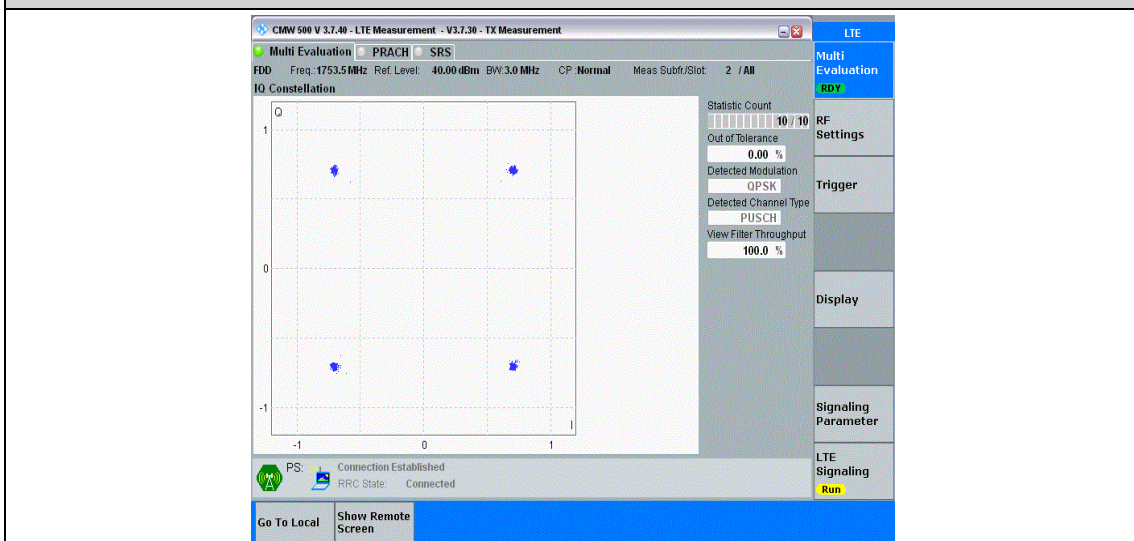 CMW 500 V 3.7.40 - LTE Measurement - V3.7.30 - TX Measurement
Multi Evaluation PRACH SRS
FDD Freq.:1753.5 MHz Ref. Level: 40.00 dBm BW:3.0 MHz CP :Normal Meas Subfr./Slot: 2 / All
IQ Constellation
Q
1
0
-1
I
-1 0 1
Statistic Count
10 / 10
Out of Tolerance
0.00 %
Detected Modulation
QPSK
Detected Channel Type
PUSCH
View Filter Throughput
100.0 %
PS: Connection Established
RRC State: Connected
LTE
Multi
Evaluation
RDY
RF
Settings
Trigger
Display
Signaling
Parameter
LTE
Signaling
Run
Go To Local
Show Remote
Screen